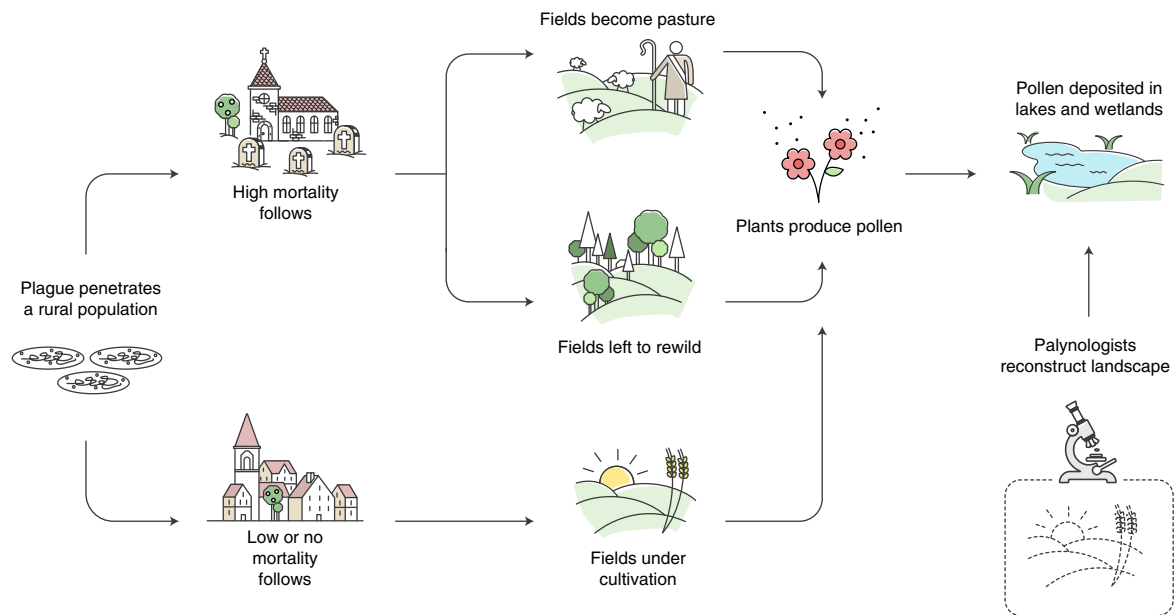 Fields become pasture
Pollen deposited in
lakes and wetlands
High mortality
follows
Plants produce pollen
Plague penetrates
a rural population
Fields left to rewild
Palynologists
reconstruct landscape
Low or no
mortality
follows
Fields under
cultivation